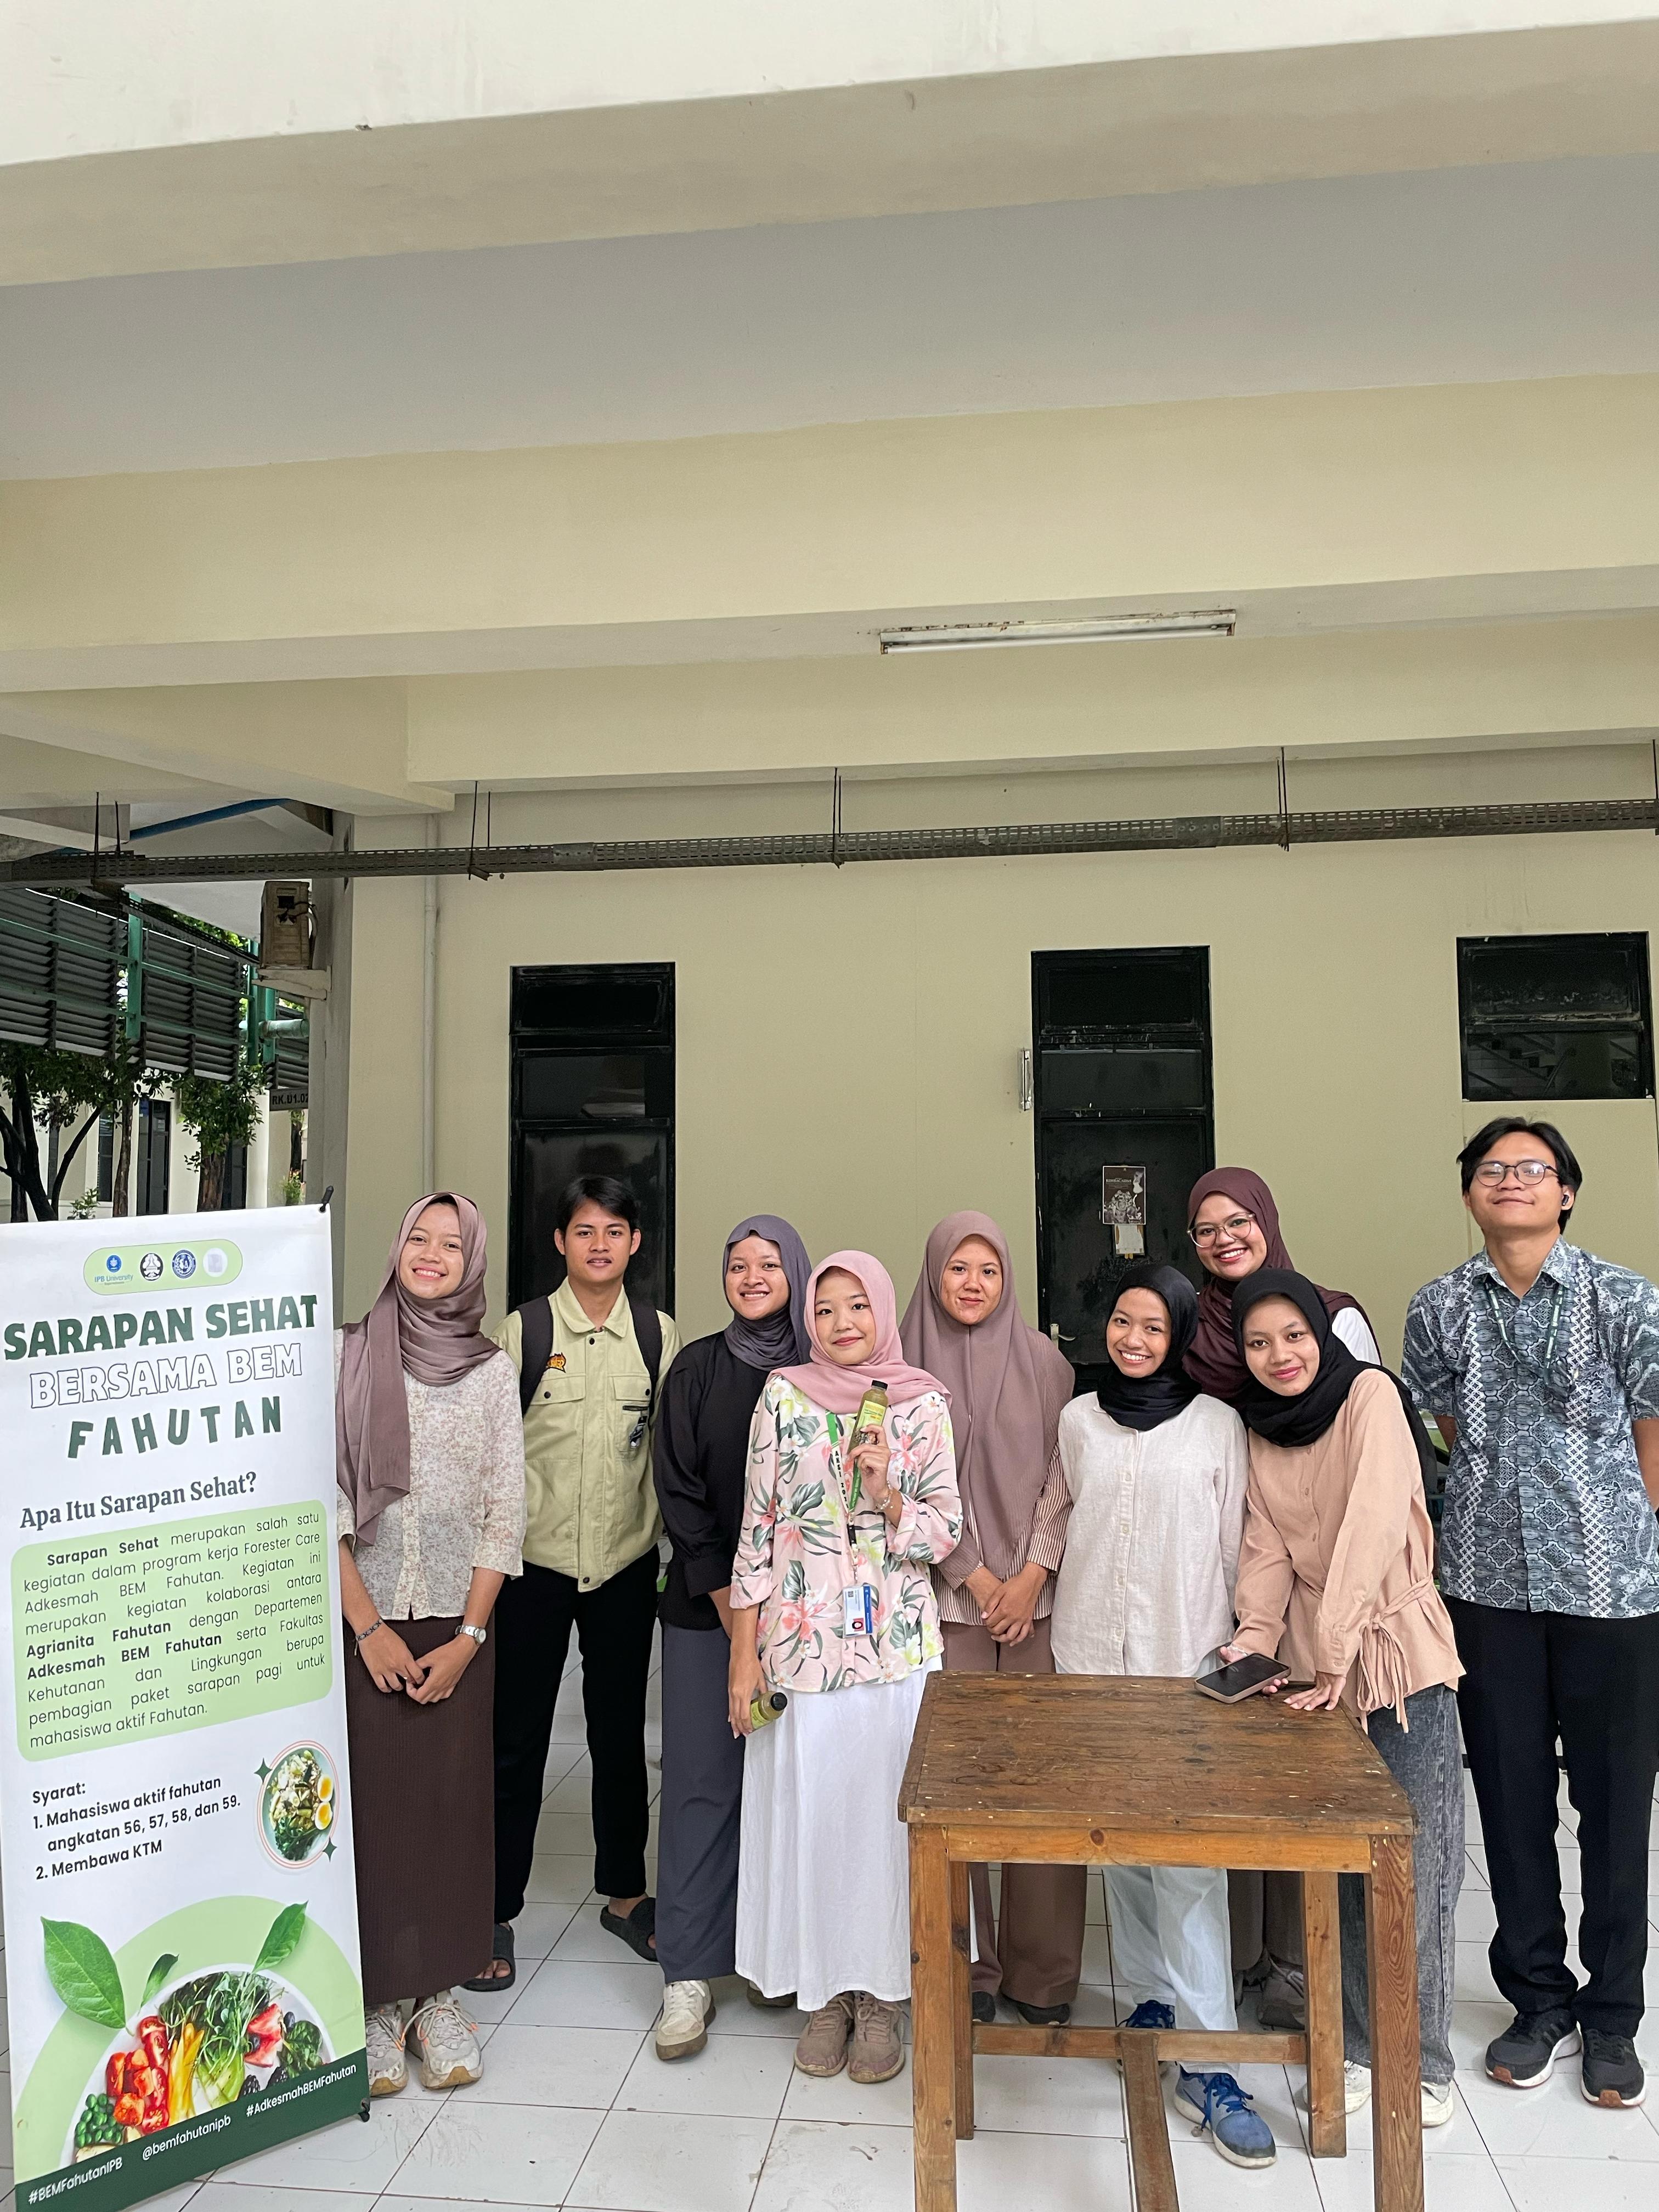 IPB University
SARAPAN SEHAT
BERSAMA BEM
FAHUTAN
Apa Itu Sarapan Sehat?
Sarapan Sehat merupakan salah satu
kegiatan dalam program kerja Forester Care
Adkesmah BEM Fahutan. Kegiatan ini
merupakan kegiatan kolaborasi antara
Agrianita Fahutan dengan Departemen
Adkesmah BEM Fahutan serta Fakultas
Kehutanan dan Lingkungan berupa
pembagian paket sarapan pagi untuk
mahasiswa aktif Fahutan.
Syarat:
1. Mahasiswa aktif fahutan
angkatan 56, 57, 58, dan 59.
2. Membawa KTM
#BEMFahutanIPB @bemfahutanipb #AdkesmahBEMFahutan
RK.U1.02